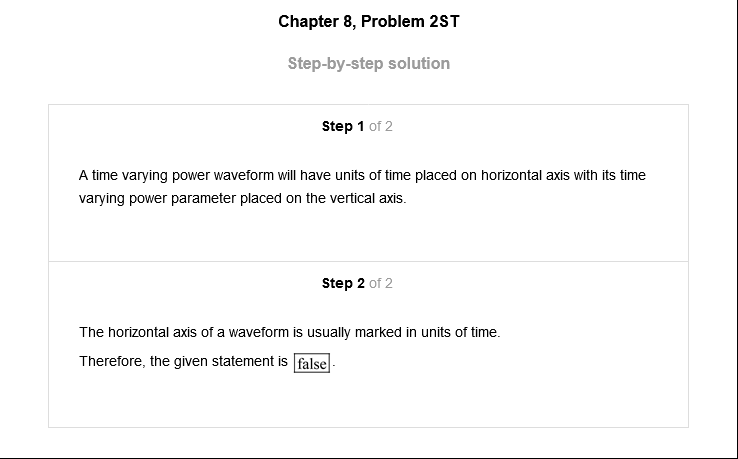 Chapter 8, Problem 2ST
Step-by-step solution
Step 1 of 2
A time varying power waveform will have units of time placed on horizontal axis with its time
varying power parameter placed on the vertical axis.
Step 2 of 2
The horizontal axis of a waveform is usually marked in units of time.
Therefore, the given statement is false.